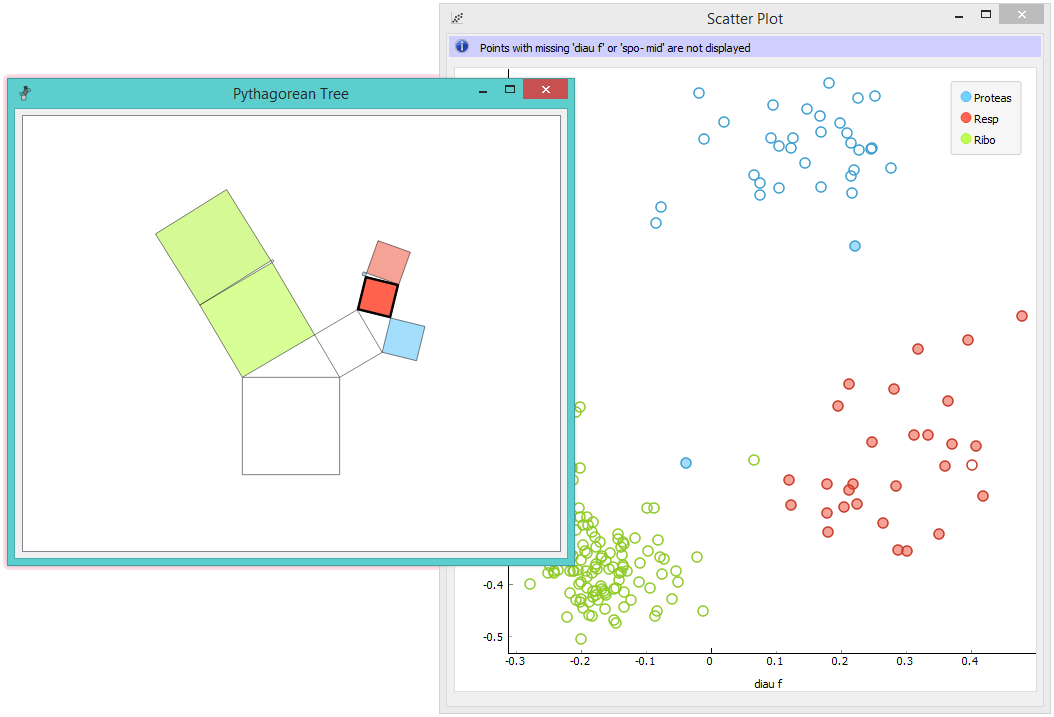 Scatter Plot
Points with missing 'diau f' or 'spo- mid' are not displayed
Pythagorean Tree
Proteas
Resp
Ribo
-0.4
-0.5
-0.3 -0.2 -0.1 0 0.1 0.2 0.3 0.4
diau f